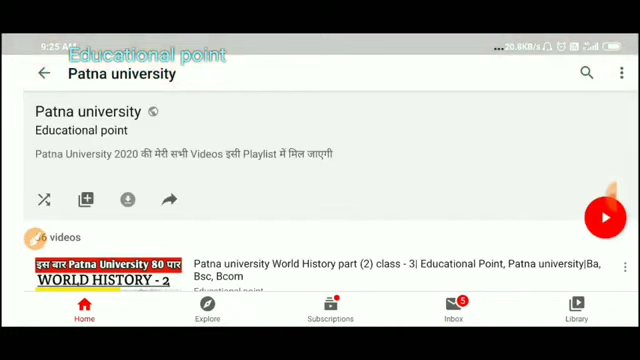 9:25 AM
20.8KB/s
Educational point
Patna university
Patna university
Educational point
Patna University 2020 की मेरी सभी Videos इसी Playlist में मिल जाएगी
videos
इस बार Patna University 80 पार
WORLD HISTORY - 2
Patna university World History part (2) class - 3| Educational Point, Patna university|Ba,
Bsc, Bcom
Educational point
5
Home
Explore
Subscriptions
Inbox
Library